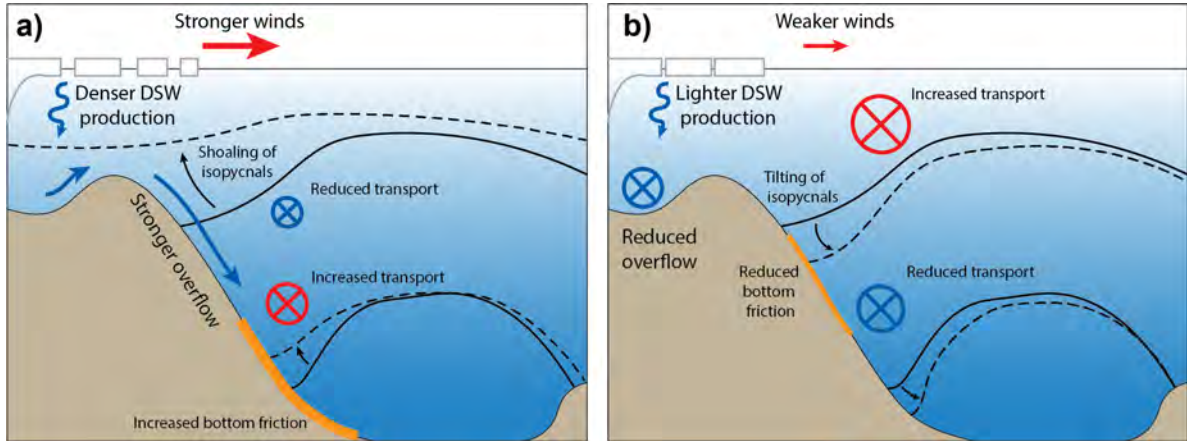 a)
Stronger winds
Denser DSW
production
Shoaling of
isopycnals
Reduced transport
Stronger overflow
Increased transport
Increased bottom friction
b)
Weaker winds
Lighter DSW
production
Increased transport
Tilting of
isopycnals
Reduced
overflow
Reduced
bottom
friction
Reduced transport